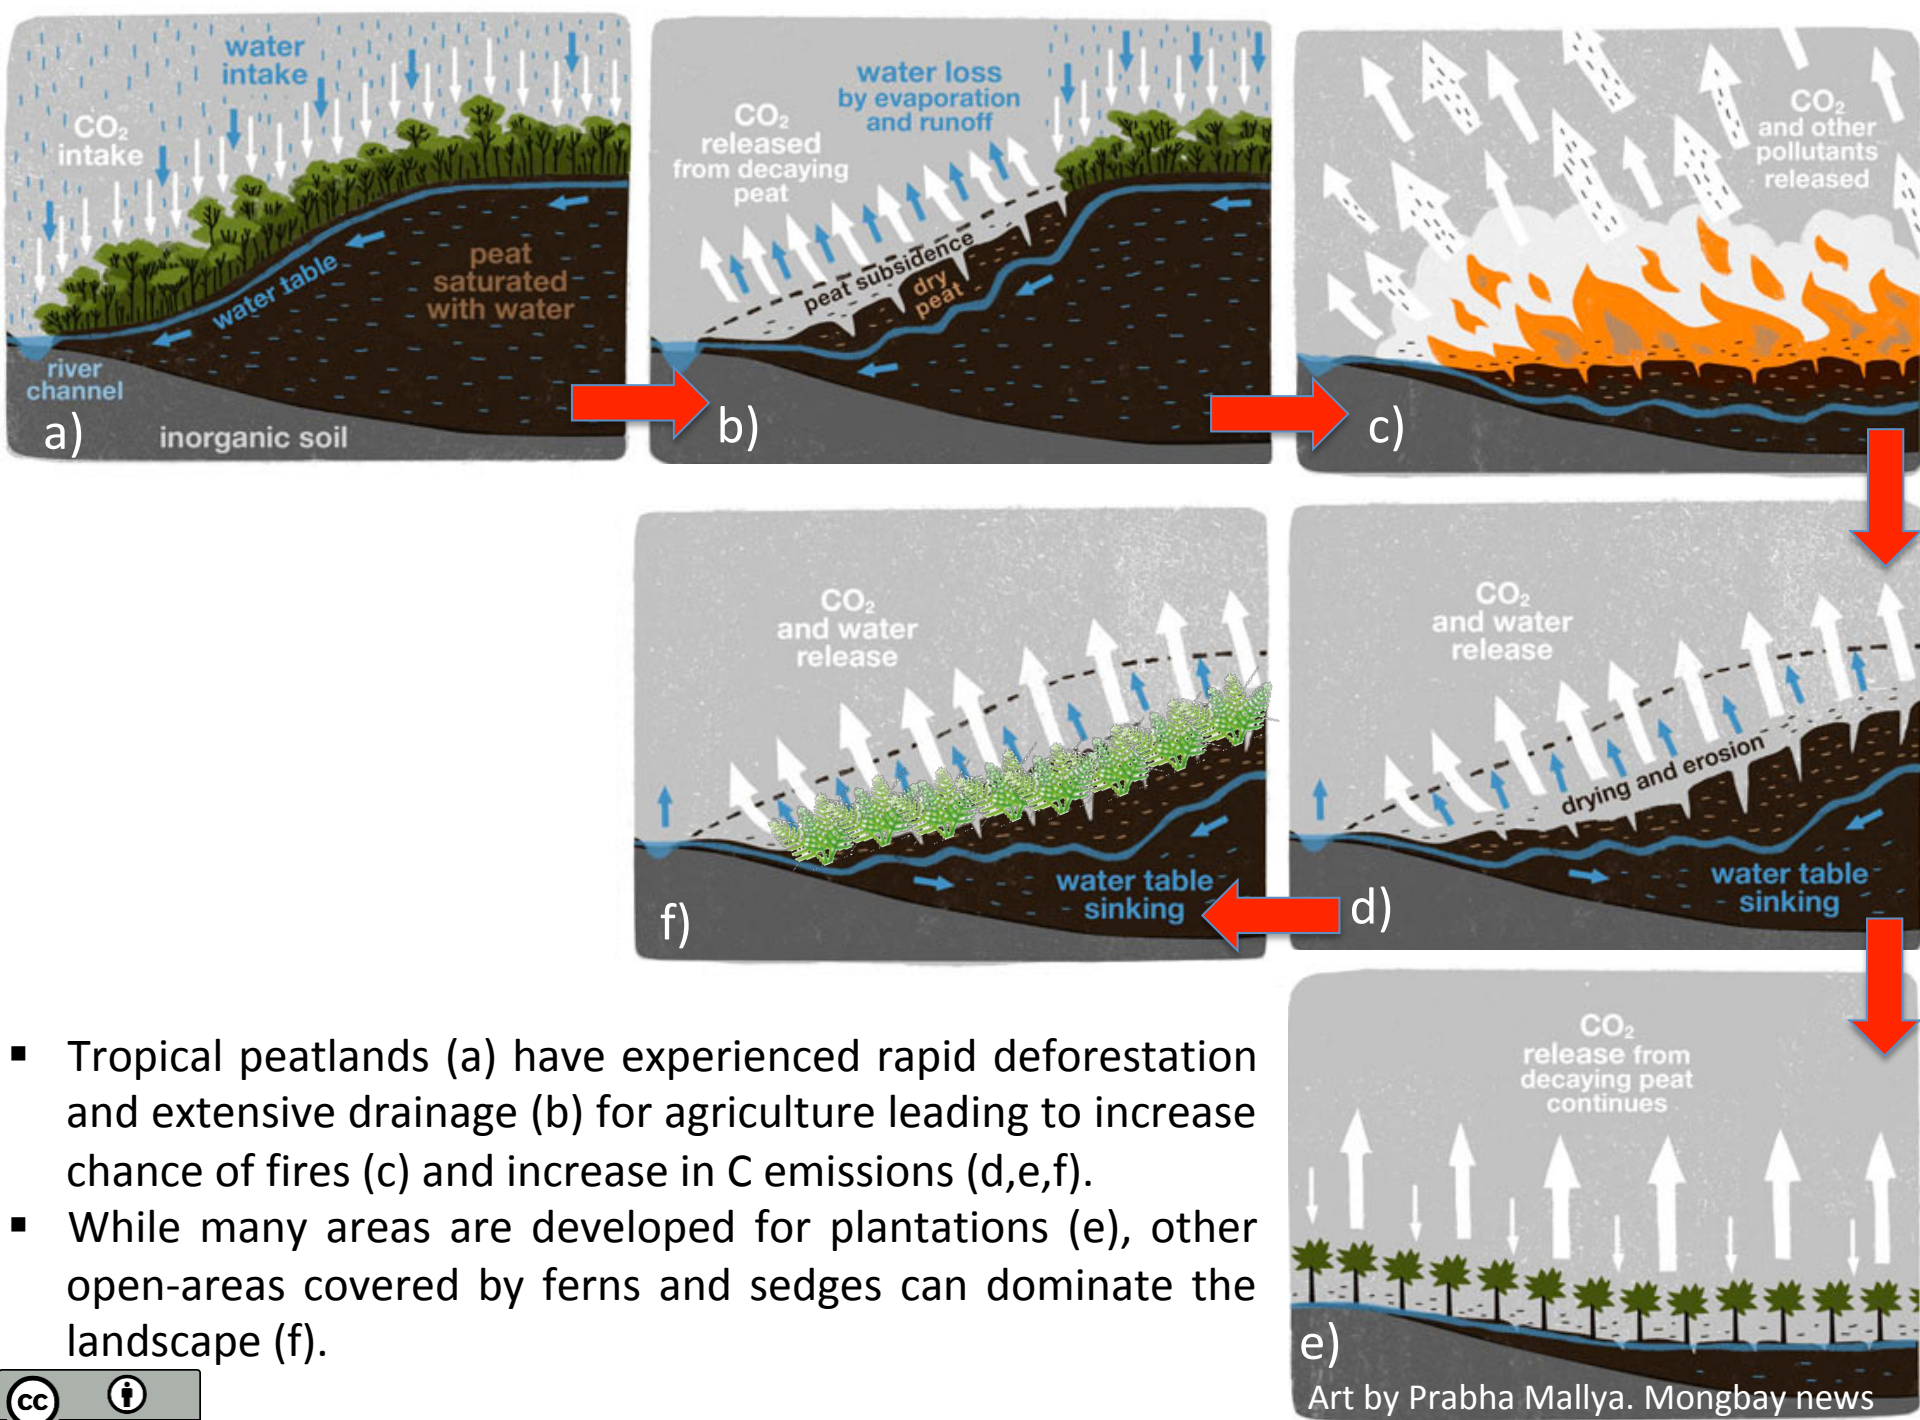 water
intake
CO₂
intake
peat
saturated
with water
water table
river
channel
a)
inorganic soil
water loss
by evaporation
and runoff
CO₂
released
from decaying
peat
peat subsidence
dry
peat
b)
CO₂
and other
pollutants
released
c)
CO₂
and water
release
drying and erosion
water table
sinking
d)
CO₂
and water
release
water table
sinking
f)
CO₂
release from
decaying peat
continues
e)
Art by Prabha Mallya. Mongbay news
▪ Tropical peatlands (a) have experienced rapid deforestation
and extensive drainage (b) for agriculture leading to increase
chance of fires (c) and increase in C emissions (d,e,f).
▪ While many areas are developed for plantations (e), other
open-areas covered by ferns and sedges can dominate the
landscape (f).
cc